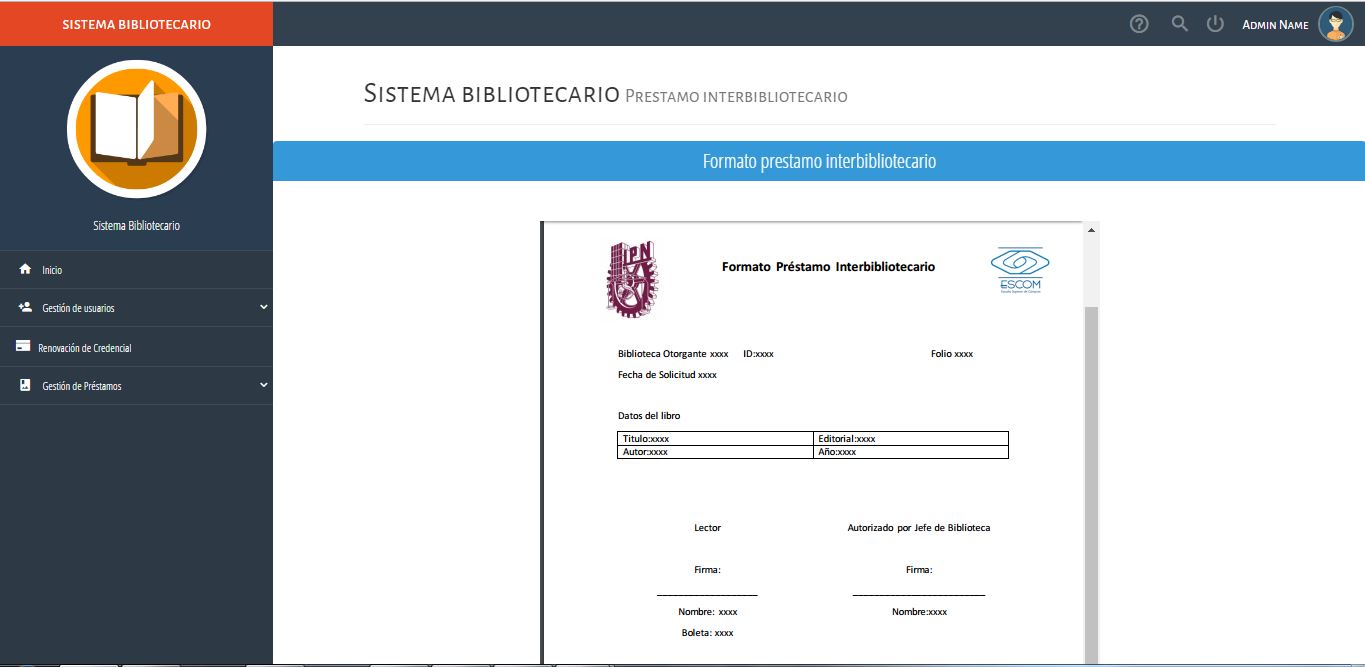 SISTEMA BIBLIOTECARIO
ADMIN NAME
Sistema Bibliotecario
Inicio
Gestión de usuarios
Renovación de Credencial
Gestión de Préstamos
SISTEMA BIBLIOTECARIO PRESTAMO INTERBIBLIOTECARIO
Formato prestamo interbibliotecario
IPN
Formato Préstamo Interbibliotecario
ESCOM
Biblioteca Otorgante xxxx ID:xxxx Folio xxxx
Fecha de Solicitud xxxx
Datos del libro
Titulo:xxxx Editorial:xxxx
Autor:xxxx Año:xxxx
Lector Autorizado por Jefe de Biblioteca
Firma: Firma:
Nombre: xxxx Nombre:xxxx
Boleta: xxxx